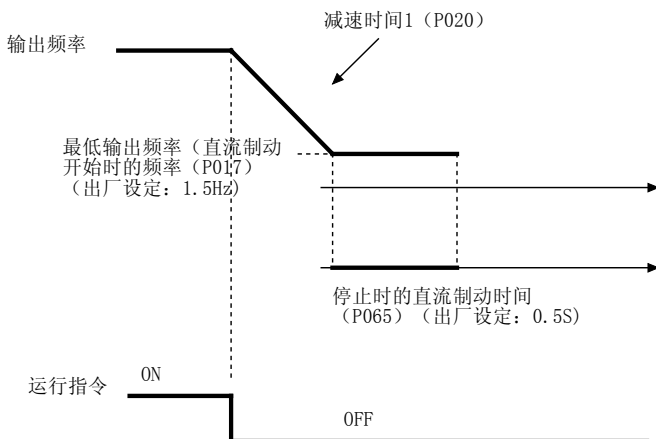 减速时间1（P020）
输出频率
最低输出频率（直流制动
开始时的频率（P017）
（出厂设定：1.5Hz）
停止时的直流制动时间
（P065）（出厂设定：0.5S）
ON
运行指令
OFF